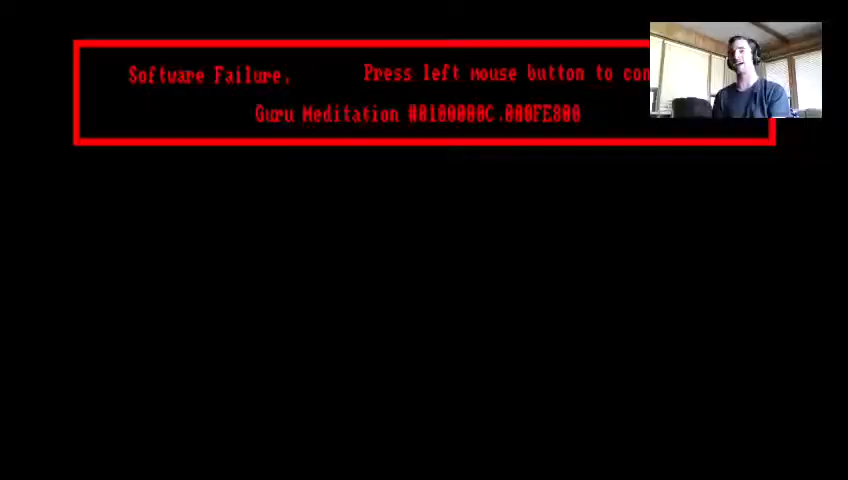 Software Failure. Press left mouse button to con
Guru Meditation #0100000C.000FE800